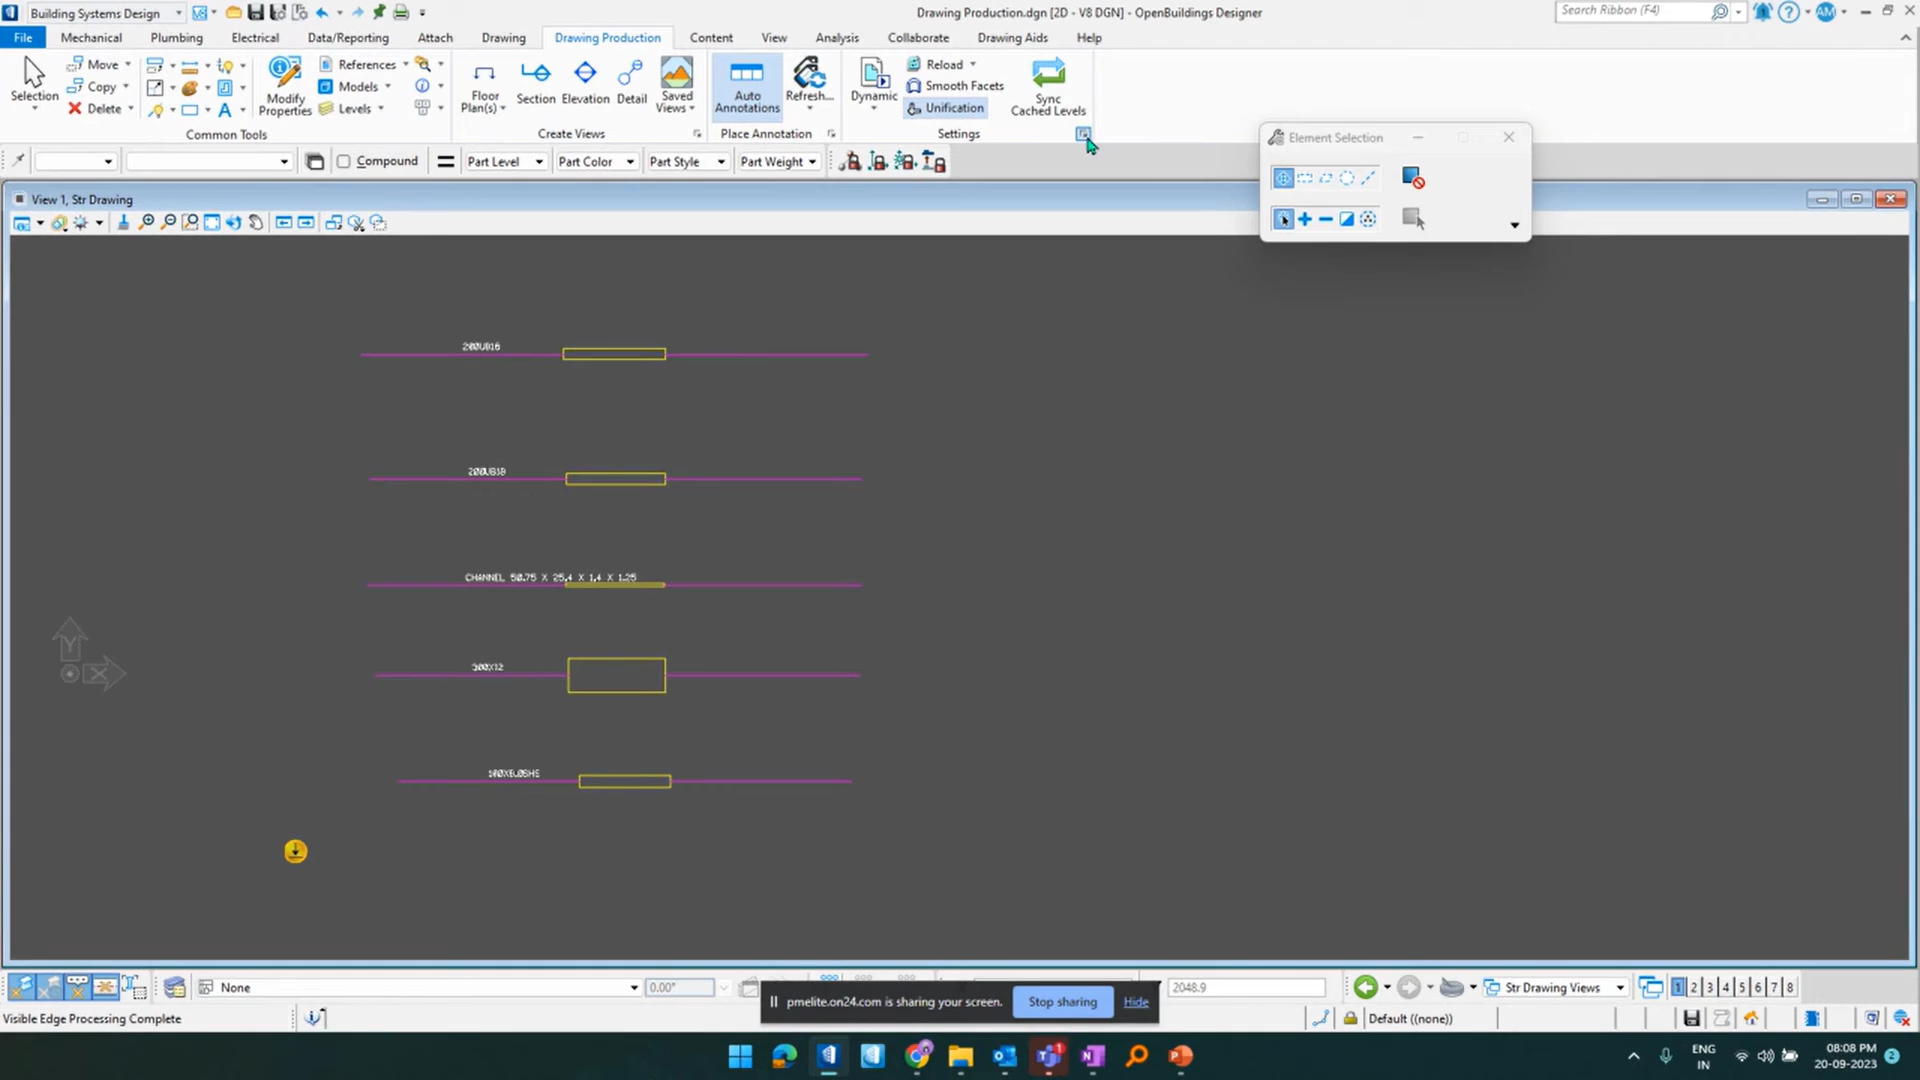 Building Systems Design
Drawing Production.dgn [2D - V8 DGN] - OpenBuildings Designer
Search Ribbon (F4)
AM
File Mechanical Plumbing Electrical Data/Reporting Attach Drawing Drawing Production Content View Analysis Collaborate Drawing Aids Help
Selection
Move
Copy
Delete
Modify Properties
References
Models
Levels
Floor Plan(s)
Section
Elevation
Detail
Saved Views
Auto Annotations
Refresh...
Dynamic
Reload
Smooth Facets
Unification
Sync Cached Levels
Common Tools
Create Views
Place Annotation
Settings
Element Selection
Compound
Part Level
Part Color
Part Style
Part Weight
View 1, Str Drawing
200UB16
200UB18
CHANNEL 50.75 X 25.4 X 1.4 X 1.25
300X12
Y
X
None
0.00°
2048.9
Str Drawing Views
1 2 3 4 5 6 7 8
pmelite.on24.com is sharing your screen.
Stop sharing
Hide
Visible Edge Processing Complete
Default ((none))
ENG
IN
08:08 PM
20-09-2023
2